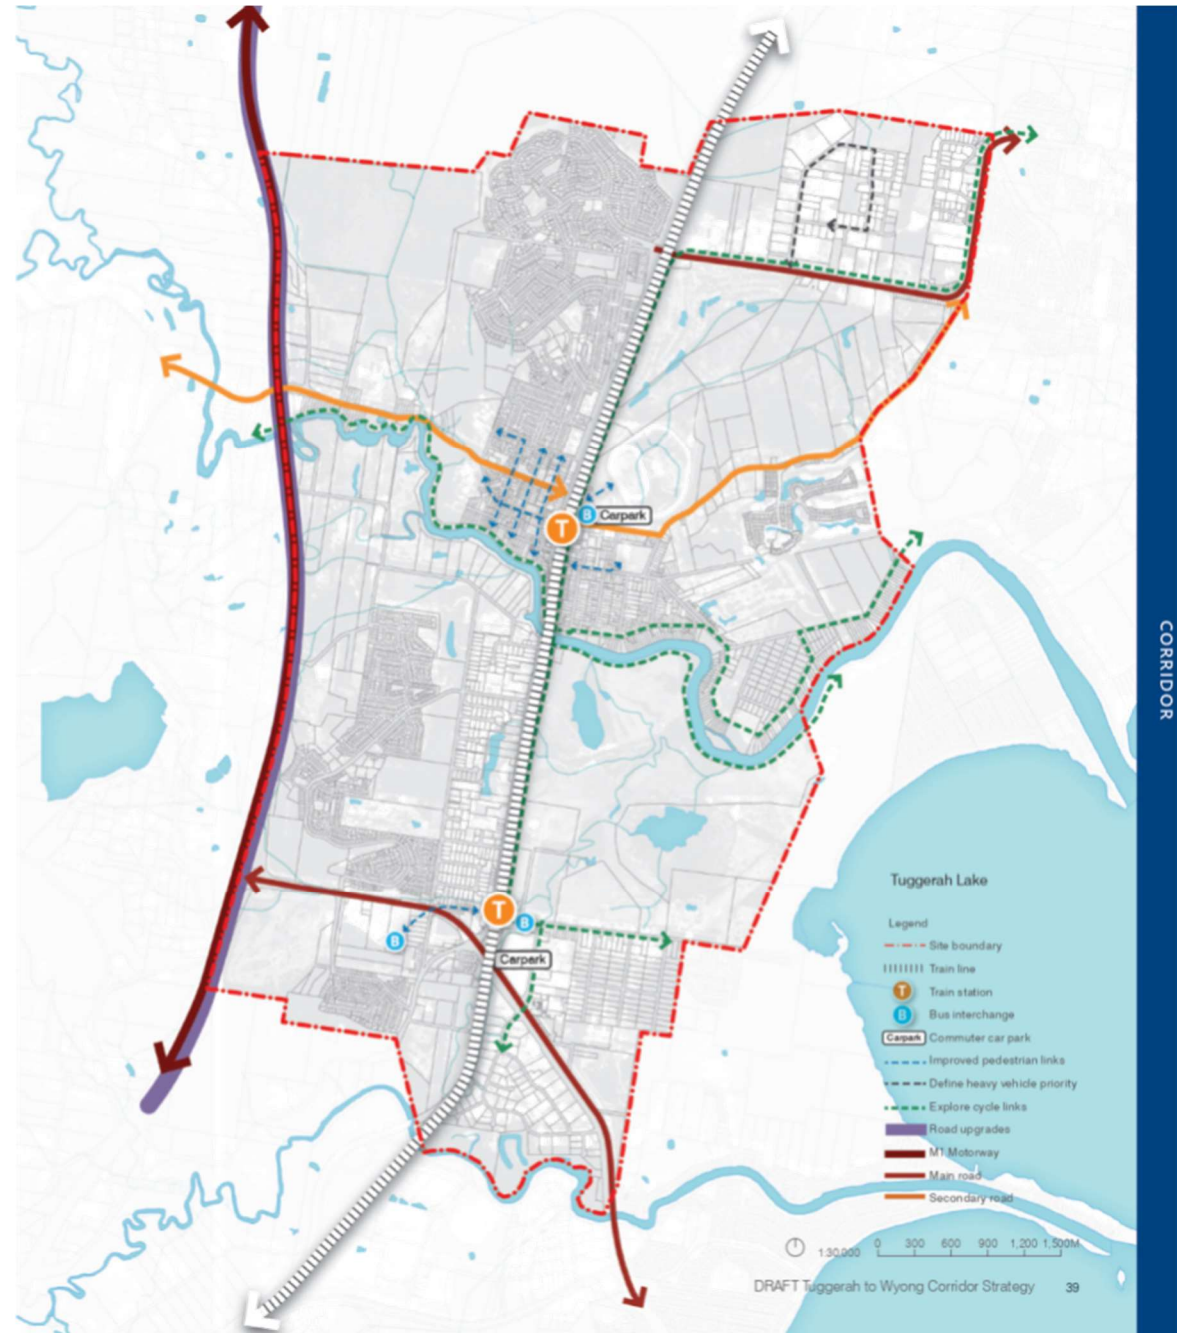 CORRIDOR
T
B
Carpark
T
B
B
Carpark
Tuggerah Lake
Legend
Site boundary
Train line
T Train station
B Bus interchange
Carpark Commuter car park
Improved pedestrian links
Define heavy vehicle priority
Explore cycle links
Road upgrades
M1 Motorway
Main road
Secondary road
1:30,000 0 300 600 900 1,200 1,500M
DRAFT Tuggerah to Wyong Corridor Strategy 39